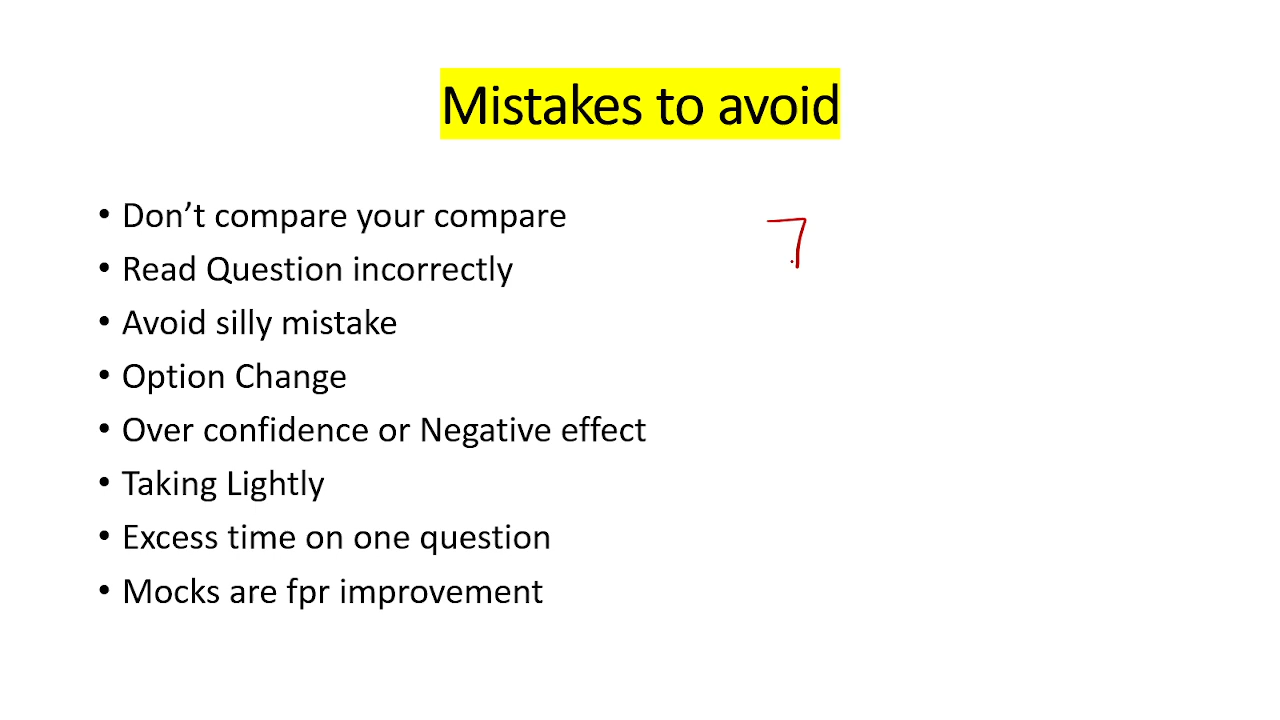 Mistakes to avoid
• Don’t compare your compare
• Read Question incorrectly
• Avoid silly mistake
• Option Change
• Over confidence or Negative effect
• Taking Lightly
• Excess time on one question
• Mocks are fpr improvement